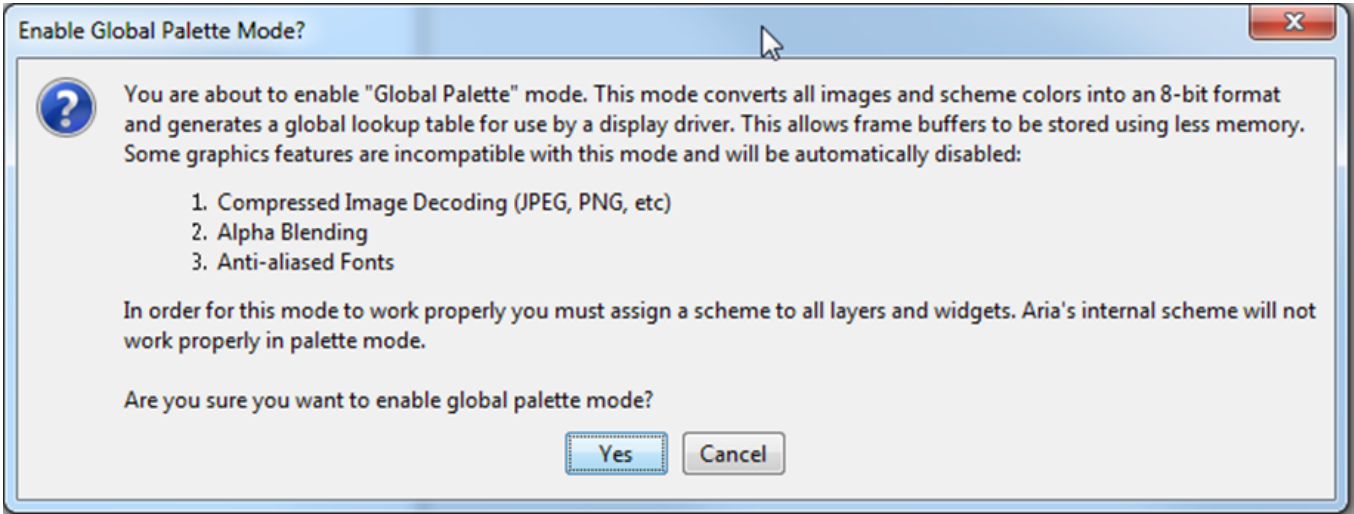 Enable Global Palette Mode?
You are about to enable "Global Palette" mode. This mode converts all images and scheme colors into an 8-bit format
and generates a global lookup table for use by a display driver. This allows frame buffers to be stored using less memory.
Some graphics features are incompatible with this mode and will be automatically disabled:
1. Compressed Image Decoding (JPEG, PNG, etc)
2. Alpha Blending
3. Anti-aliased Fonts
In order for this mode to work properly you must assign a scheme to all layers and widgets. Aria's internal scheme will not
work properly in palette mode.
Are you sure you want to enable global palette mode?
Yes Cancel